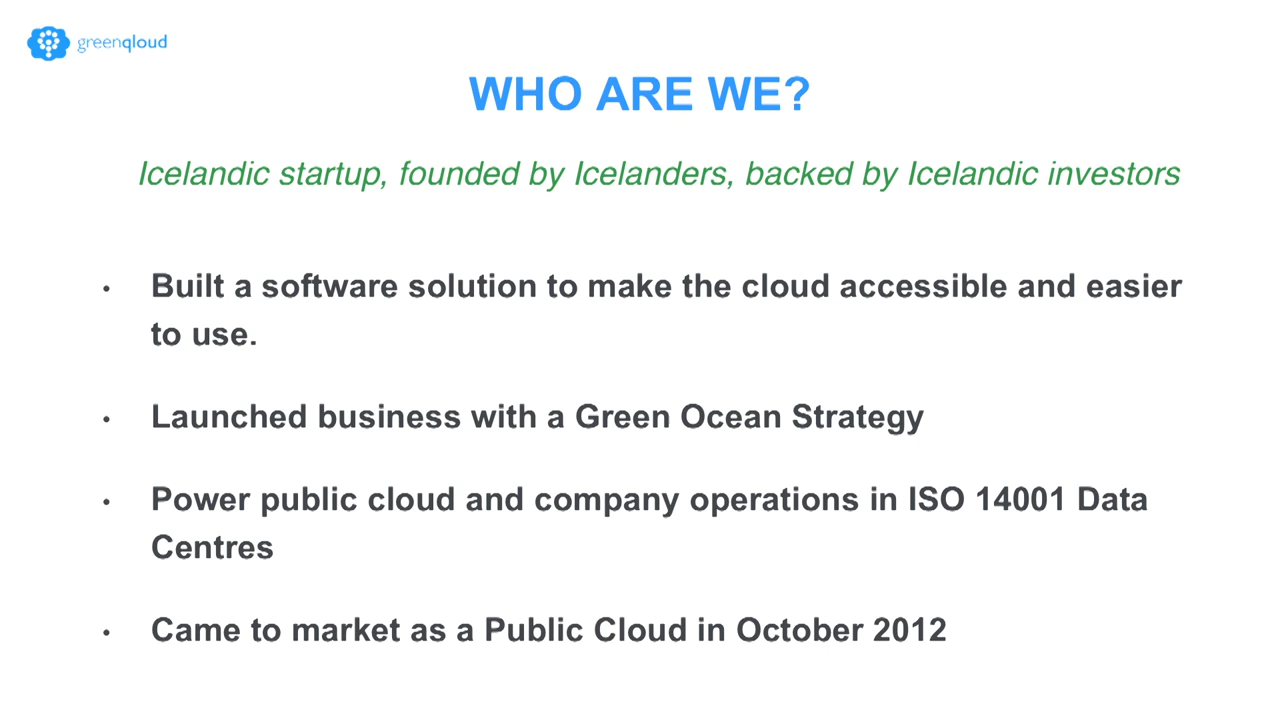 greenqloud
WHO ARE WE?
Icelandic startup, founded by Icelanders, backed by Icelandic investors
• Built a software solution to make the cloud accessible and easier
to use.
• Launched business with a Green Ocean Strategy
• Power public cloud and company operations in ISO 14001 Data
Centres
• Came to market as a Public Cloud in October 2012